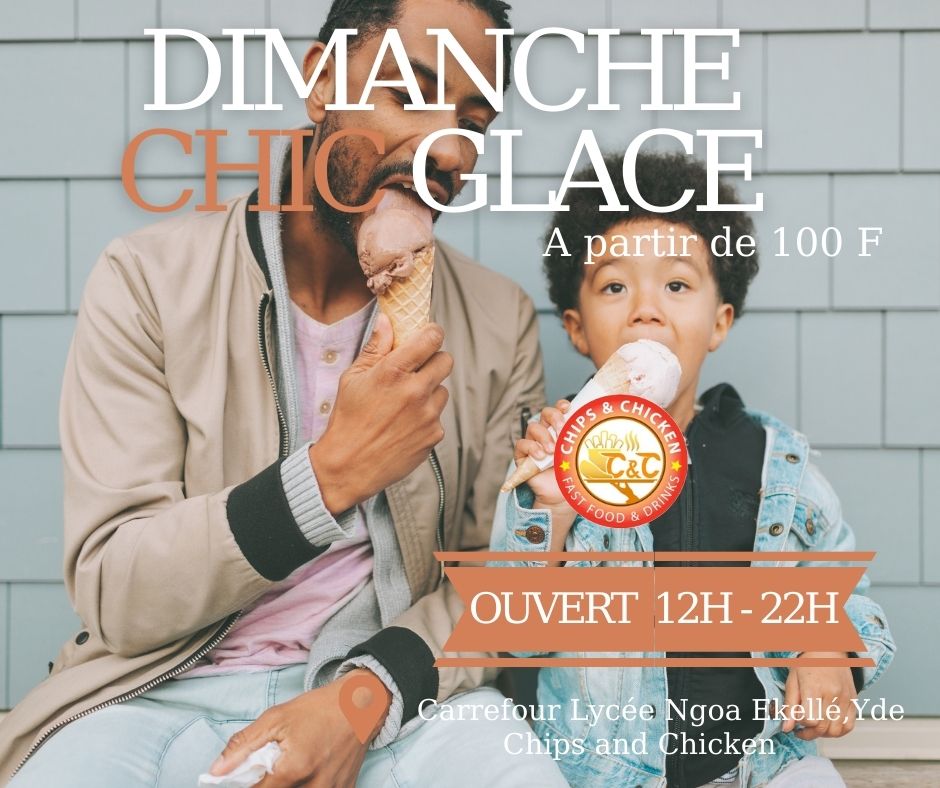 DIMANCHE
CHIC GLACE
A partir de 100 F
CHIPS & CHICKEN
C&C
FAST FOOD & DRINKS
OUVERT 12H - 22H
Carrefour Lycée Ngoa Ekellé,Yde
Chips and Chicken